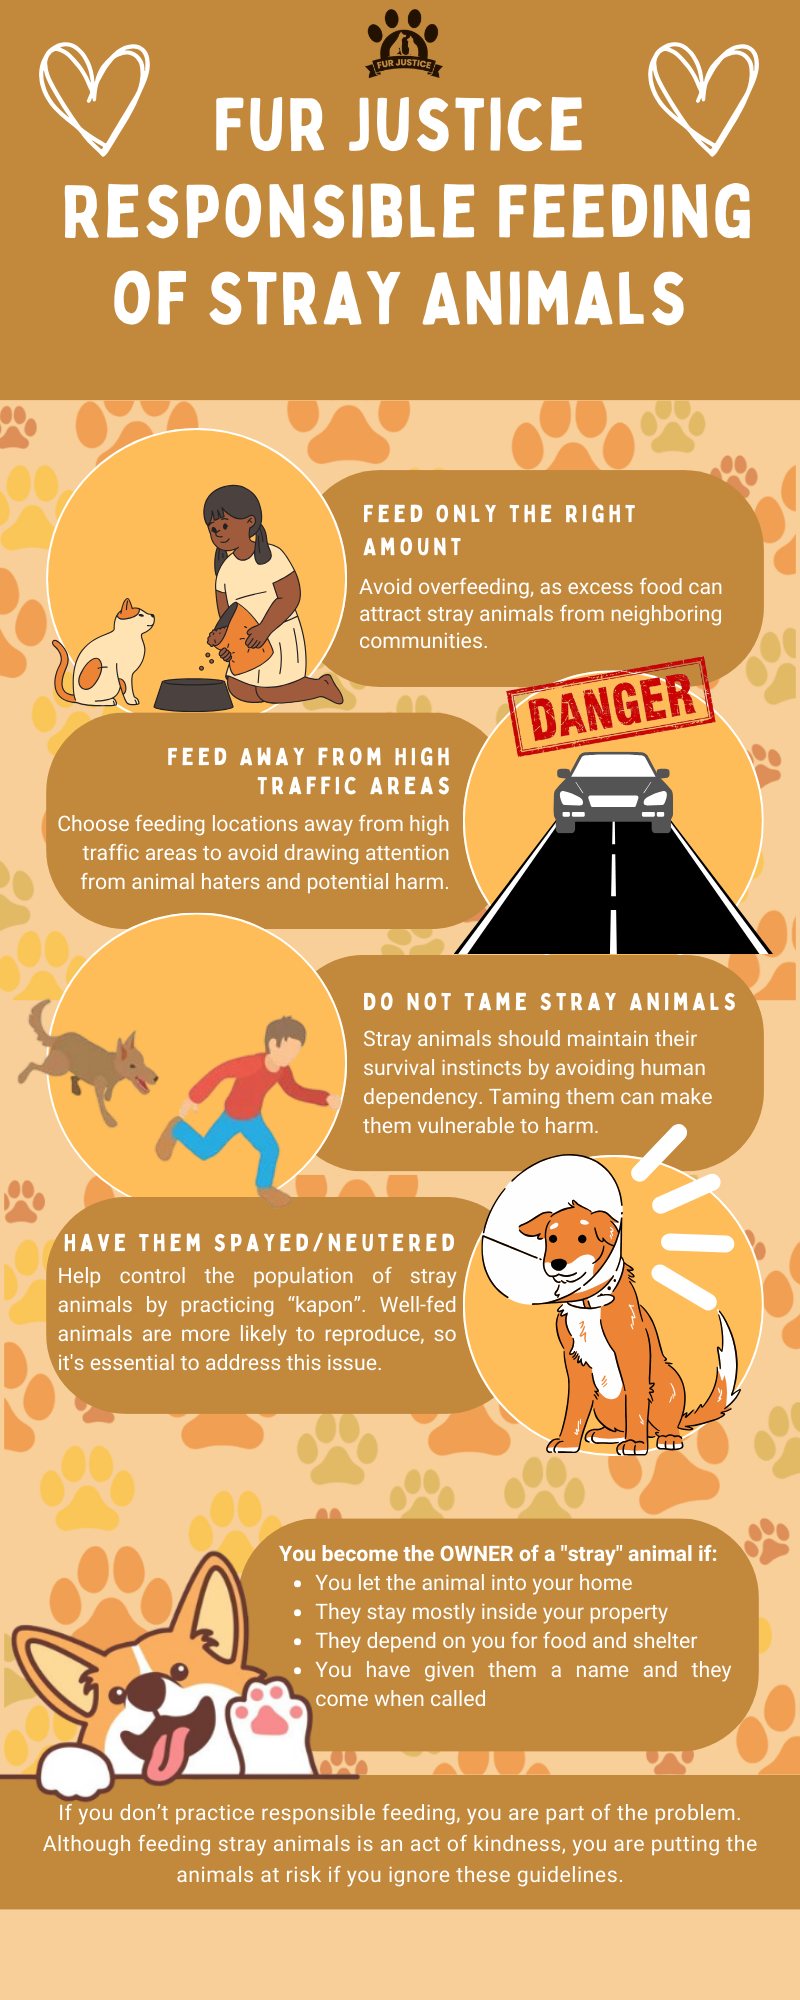 FUR JUSTICE
FUR JUSTICE
RESPONSIBLE FEEDING
OF STRAY ANIMALS
FEED ONLY THE RIGHT
AMOUNT
Avoid overfeeding, as excess food can
attract stray animals from neighboring
communities.
DANGER
FEED AWAY FROM HIGH
TRAFFIC AREAS
Choose feeding locations away from high
traffic areas to avoid drawing attention
from animal haters and potential harm.
DO NOT TAME STRAY ANIMALS
Stray animals should maintain their
survival instincts by avoiding human
dependency. Taming them can make
them vulnerable to harm.
HAVE THEM SPAYED/NEUTERED
Help control the population of stray
animals by practicing “kapon”. Well-fed
animals are more likely to reproduce, so
it's essential to address this issue.
You become the OWNER of a "stray" animal if:
• You let the animal into your home
• They stay mostly inside your property
• They depend on you for food and shelter
• You have given them a name and they
come when called
If you don’t practice responsible feeding, you are part of the problem.
Although feeding stray animals is an act of kindness, you are putting the
animals at risk if you ignore these guidelines.